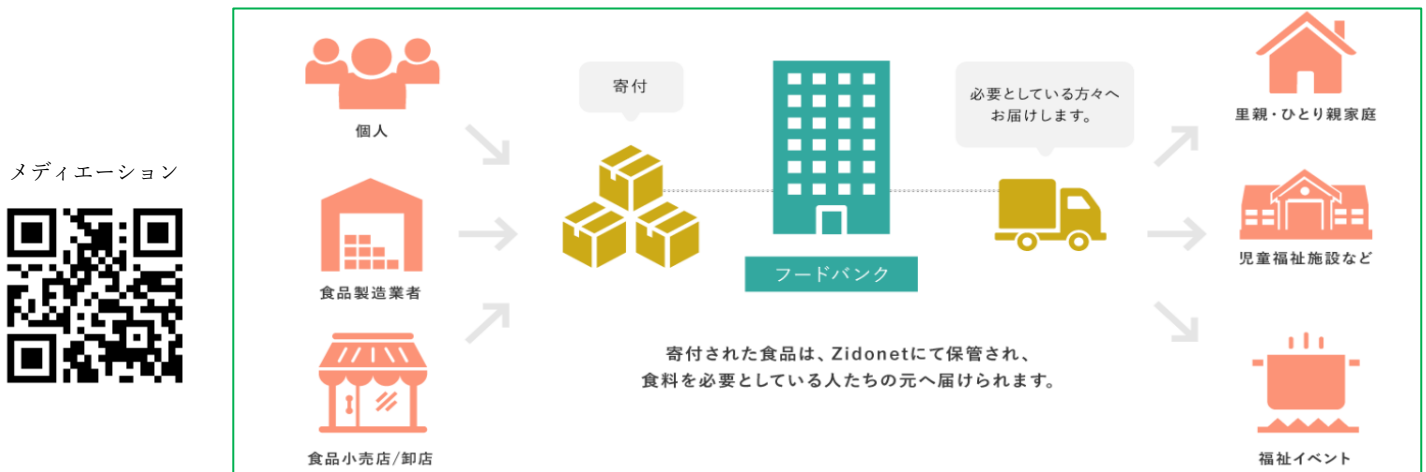 メディエーション
個人
食品製造業者
食品小売店/卸店
寄付
フードバンク
必要としている方々へ
お届けします。
寄付された食品は、Zidonetにて保管され、
食料を必要としている人たちの元へ届けられます。
里親・ひとり親家庭
児童福祉施設など
福祉イベント